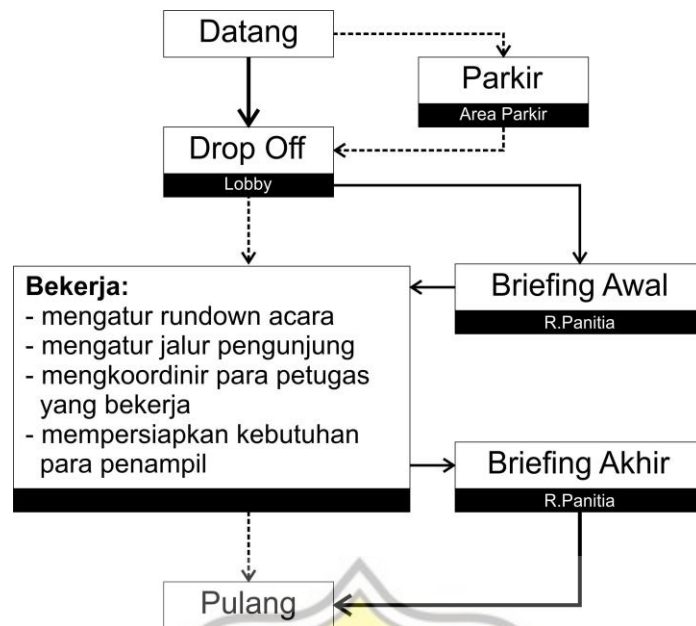 Datang
Parkir
Area Parkir
Drop Off
Lobby
Bekerja:
- mengatur rundown acara
- mengatur jalur pengunjung
- mengkoordinir para petugas
yang bekerja
- mempersiapkan kebutuhan
para penampil
Briefing Awal
R.Panitia
Briefing Akhir
R.Panitia
Pulang